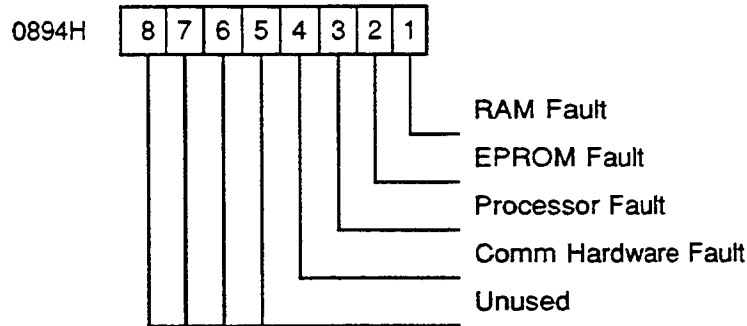 0894H 8 7 6 5 4 3 2 1
RAM Fault
EPROM Fault
Processor Fault
Comm Hardware Fault
Unused